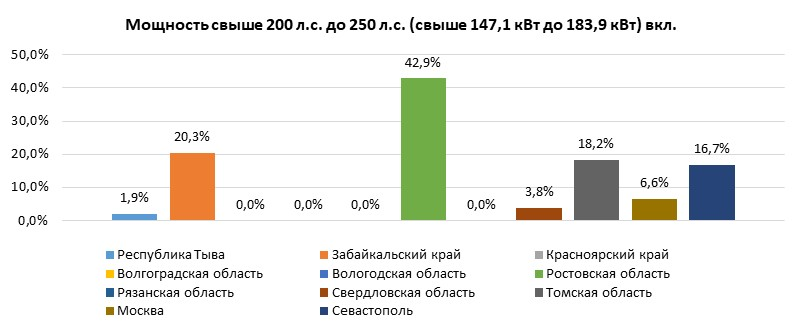 Мощность свыше 200 л.с. до 250 л.с. (свыше 147,1 кВт до 183,9 кВт) вкл.
50,0%
40,0%
30,0%
20,0%
10,0%
0,0%
1,9%
20,3%
0,0%
0,0%
0,0%
42,9%
0,0%
3,8%
18,2%
6,6%
16,7%
Республика Тыва
Забайкальский край
Красноярский край
Волгоградская область
Вологодская область
Ростовская область
Рязанская область
Свердловская область
Томская область
Москва
Севастополь